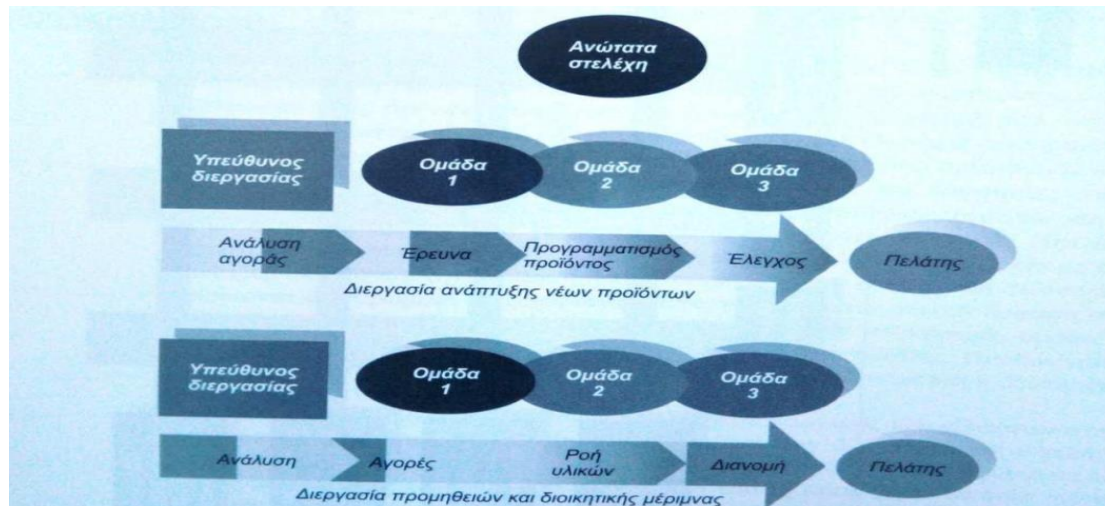 Ανώτατα
στελέχη
Υπεύθυνος
διεργασίας
Ομάδα
1
Ομάδα
2
Ομάδα
3
Ανάλυση
αγοράς
Έρευνα
Προγραμματισμός
προϊόντος
Έλεγχος
Πελάτης
Διεργασία ανάπτυξης νέων προϊόντων
Υπεύθυνος
διεργασίας
Ομάδα
1
Ομάδα
2
Ομάδα
3
Ανάλυση
Αγορές
Ροή
υλικών
Διανομή
Πελάτης
Διεργασία προμηθειών και διοικητικής μέριμνας